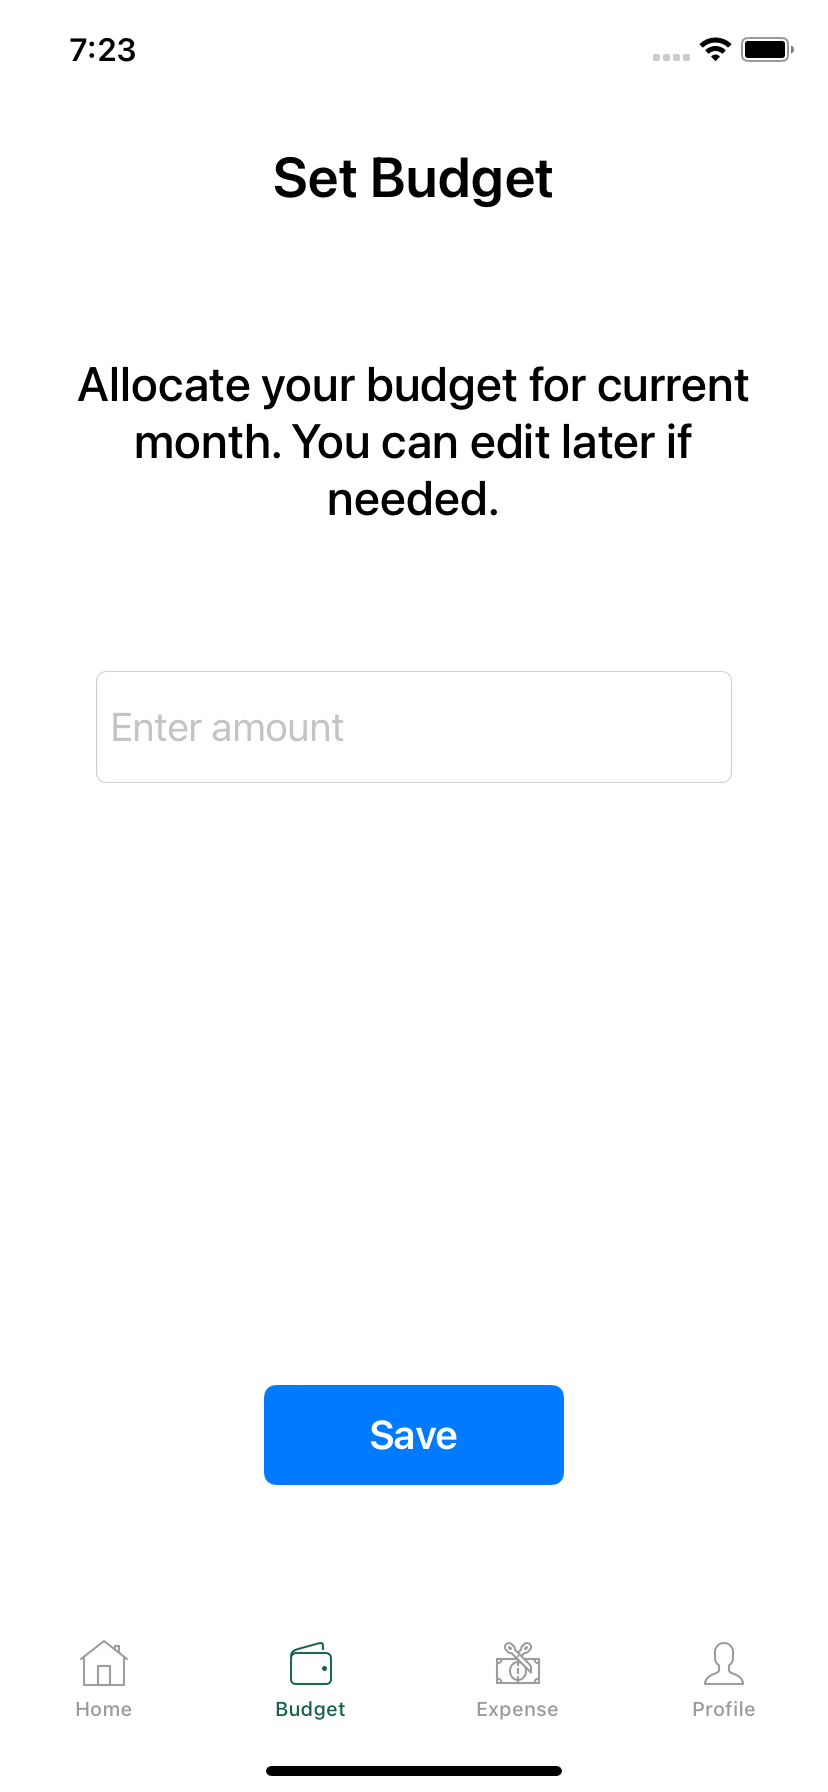 7:23
Set Budget
Allocate your budget for current
month. You can edit later if
needed.
Enter amount
Save
Home
Budget
Expense
Profile